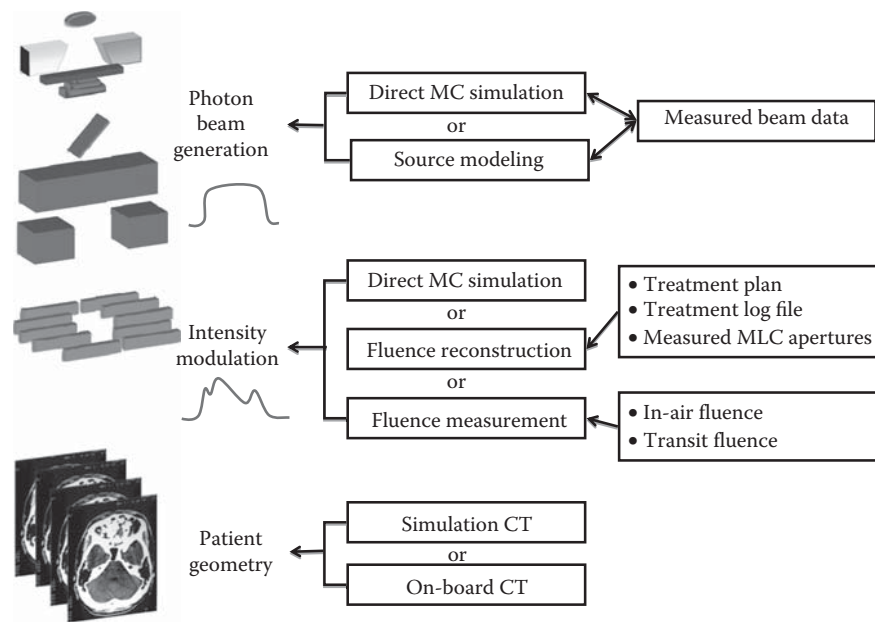 Photon
beam
generation
Direct MC simulation
or
Source modeling
Measured beam data
Intensity
modulation
Direct MC simulation
or
Fluence reconstruction
or
Fluence measurement
• Treatment plan
• Treatment log file
• Measured MLC apertures
• In-air fluence
• Transit fluence
Patient
geometry
Simulation CT
or
On-board CT